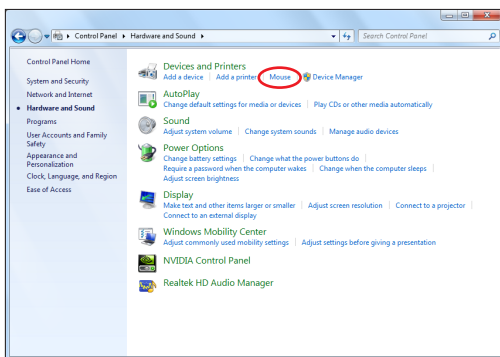 Control Panel ▸ Hardware and Sound ▸
Search Control Panel
Control Panel Home
System and Security
Network and Internet
Hardware and Sound
Programs
User Accounts and Family
Safety
Appearance and
Personalization
Clock, Language, and Region
Ease of Access
Devices and Printers
Add a device | Add a printer | Mouse | Device Manager
AutoPlay
Change default settings for media or devices | Play CDs or other media automatically
Sound
Adjust system volume | Change system sounds | Manage audio devices
Power Options
Change battery settings | Change what the power buttons do |
Require a password when the computer wakes | Change when the computer sleeps |
Adjust screen brightness
Display
Make text and other items larger or smaller | Adjust screen resolution | Connect to a projector |
Connect to an external display
Windows Mobility Center
Adjust commonly used mobility settings | Adjust settings before giving a presentation
NVIDIA Control Panel
Realtek HD Audio Manager